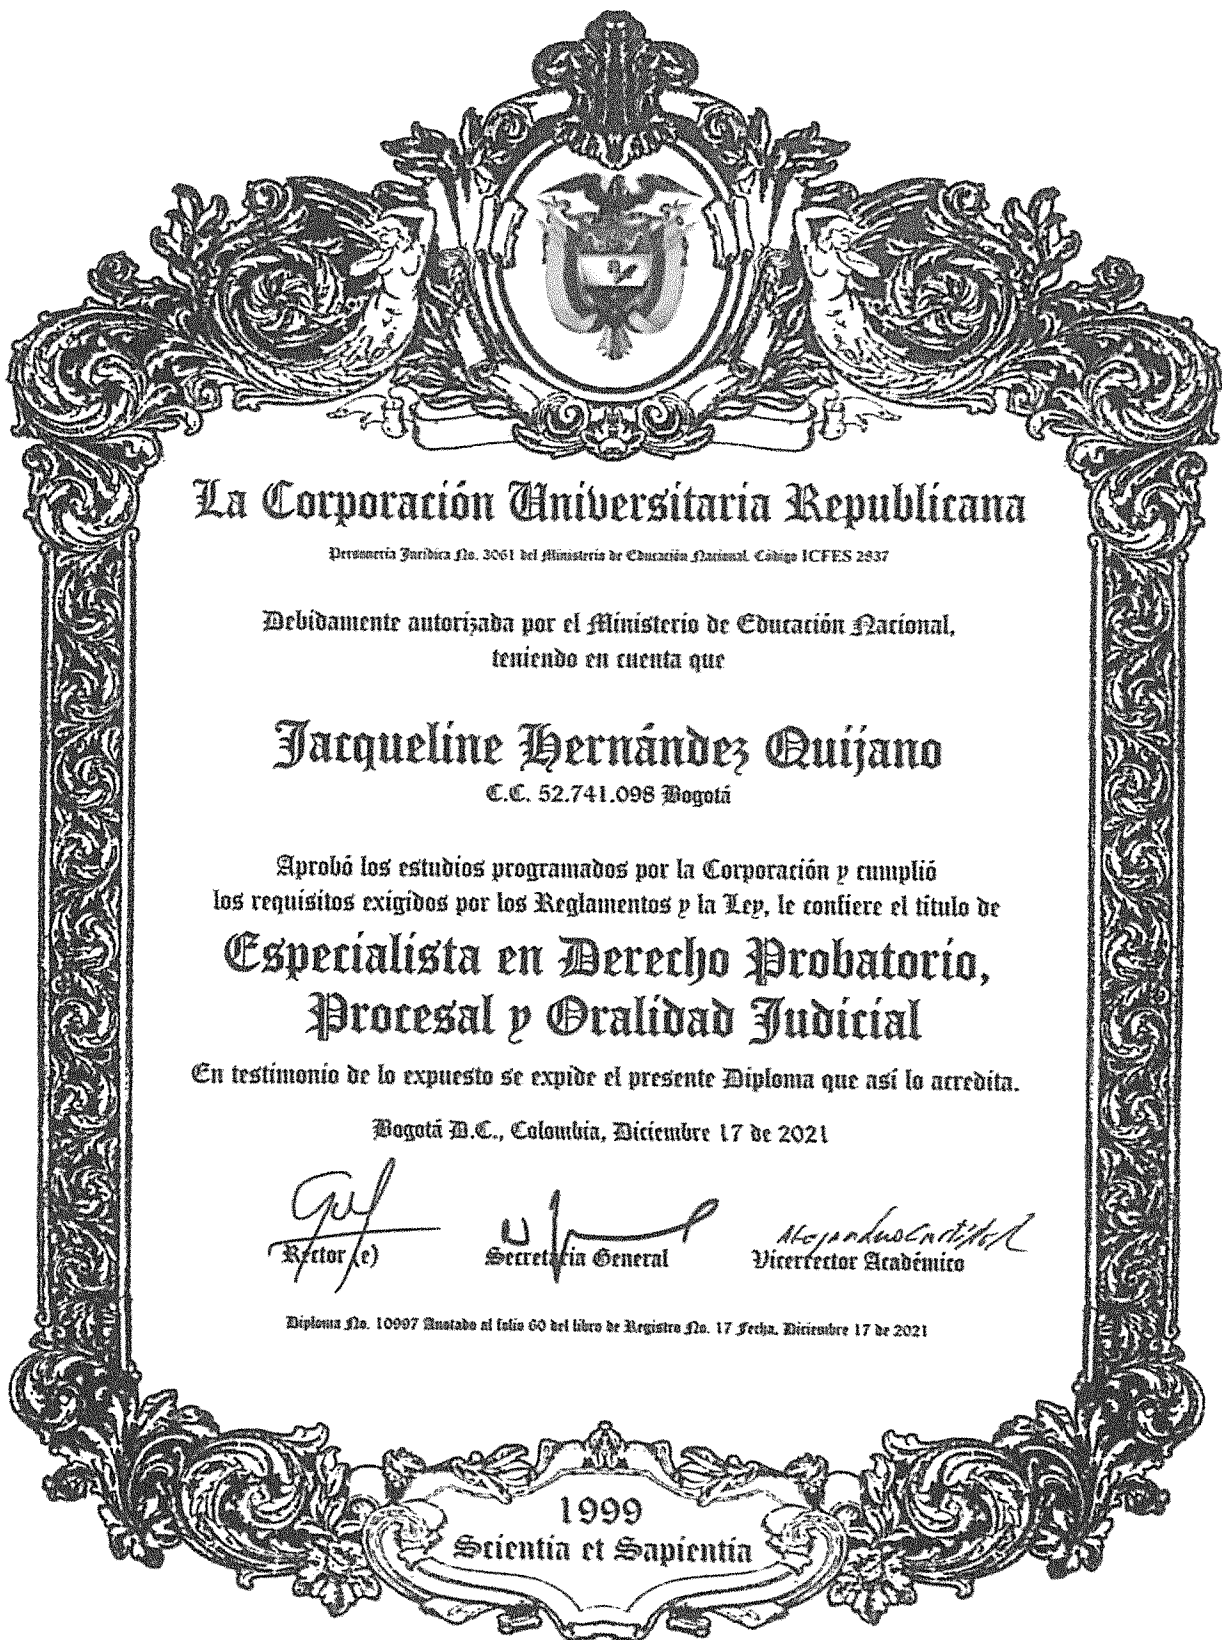 La Corporación Universitaria Republicana
Personería Jurídica No. 3061 del Ministerio de Educación Nacional. Código ICFES 2837
Debidamente autorizada por el Ministerio de Educación Nacional,
teniendo en cuenta que
Jacqueline Hernández Quijano
C.C. 52.741.098 Bogotá
Aprobó los estudios programados por la Corporación y cumplió
los requisitos exigidos por los Reglamentos y la Ley, le confiere el título de
Especialista en Derecho Probatorio,
Procesal y Oralidad Judicial
En testimonio de lo expuesto se expide el presente Diploma que así lo acredita.
Bogotá D.C., Colombia, Diciembre 17 de 2021
Rector (e) Secretaria General Vicerrector Académico
Diploma No. 10997 Anotado al folio 60 del libro de Registro No. 17 Fecha. Diciembre 17 de 2021
1999
Scientia et Sapientia